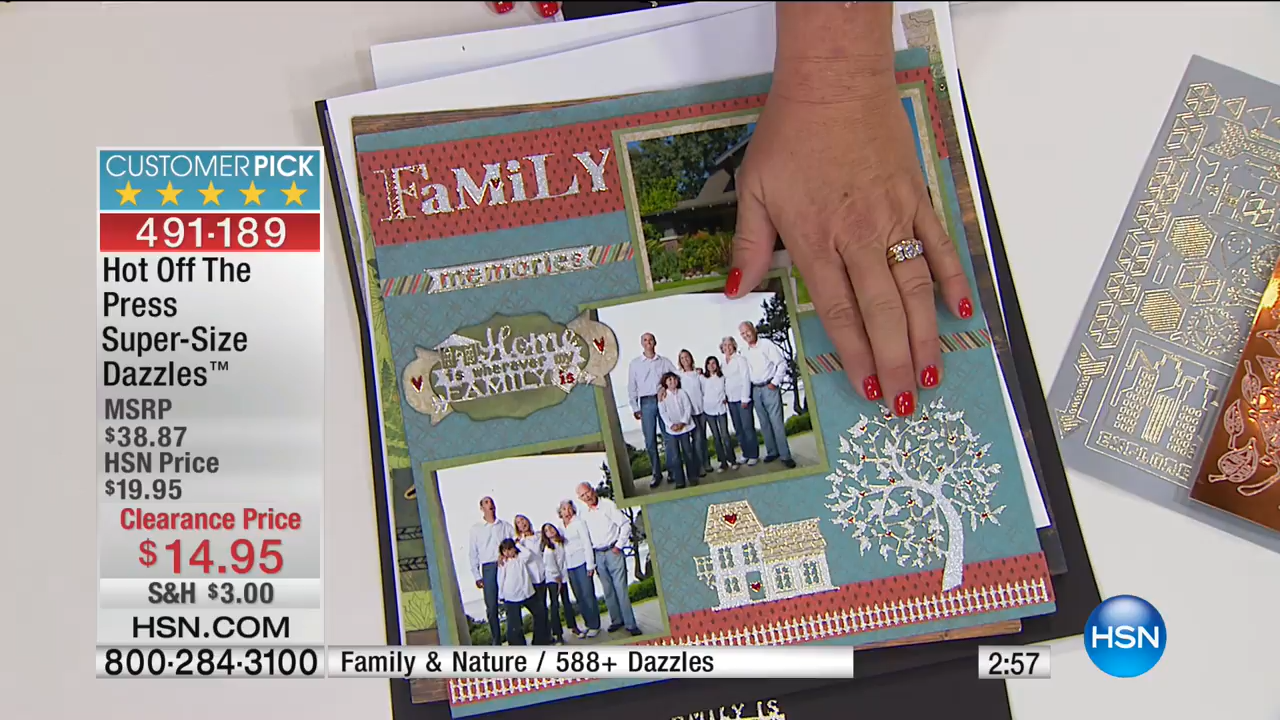 CUSTOMER PICK
491-189
Hot Off The
Press
Super-Size
Dazzles™
MSRP
$38.87
HSN Price
$19.95
Clearance Price
$14.95
S&H $3.00
HSN.COM
800-284-3100
Family & Nature / 588+ Dazzles
2:57
HSN
FaMiLY
memories
Home
is wherever my
FAMILY is
EXPLORE
FAMILY IS